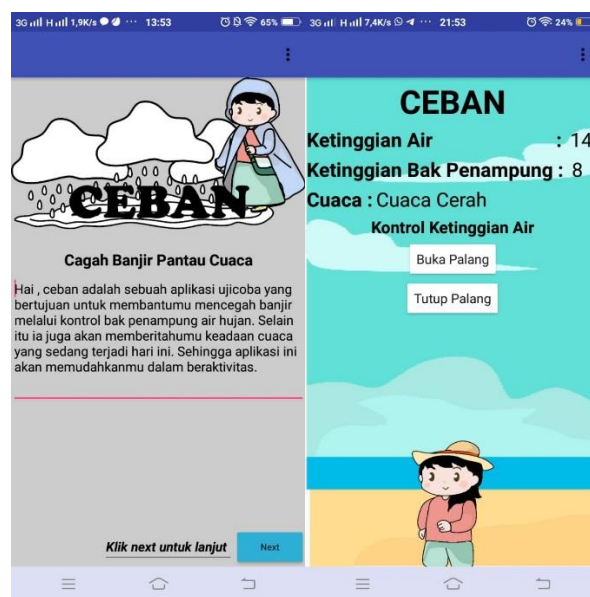 3G H 1,9K/s ··· 13:53 65%
CEBAN
Cagah Banjir Pantau Cuaca
Hai , ceban adalah sebuah aplikasi ujicoba yang
bertujuan untuk membantumu mencegah banjir
melalui kontrol bak penampung air hujan. Selain
itu ia juga akan memberitahumu keadaan cuaca
yang sedang terjadi hari ini. Sehingga aplikasi ini
akan memudahkanmu dalam beraktivitas.
Klik next untuk lanjut
Next
3G H 7,4K/s ··· 21:53 24%
CEBAN
Ketinggian Air : 14
Ketinggian Bak Penampung : 8
Cuaca : Cuaca Cerah
Kontrol Ketinggian Air
Buka Palang
Tutup Palang